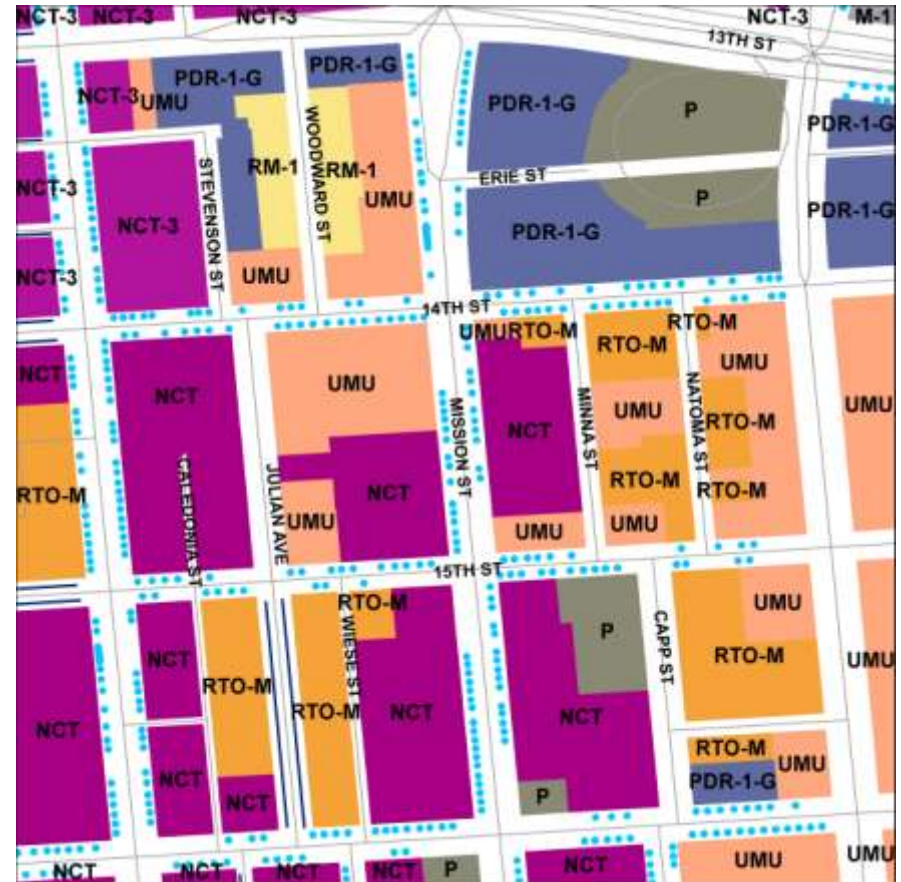 NCT-3
NCT-3
NCT-3
NCT-3
M-1
13TH ST
PDR-1-G
PDR-1-G
NCT-3
UMU
PDR-1-G
P
PDR-1-G
WOODWARD ST
STEVENSON ST
RM-1
RM-1
ERIE ST
NCT-3
UMU
P
PDR-1-G
NCT-3
PDR-1-G
NCT-3
UMU
14TH ST
UMU
RTO-M
RTO-M
RTO-M
UMU
NCT
NCT
UMU
MISSION ST
MINNA ST
NATOMA ST
UMU
UMU
NCT
RTO-M
RTO-M
CALEDONIA ST
JULIAN AVE
NCT
RTO-M
RTO-M
UMU
UMU
UMU
15TH ST
RTO-M
WIESE ST
CAPP ST
UMU
P
NCT
RTO-M
RTO-M
UMU
RTO-M
NCT
NCT
NCT
RTO-M
UMU
NCT
PDR-1-G
NCT
P
NCT
NCT
NCT
NCT
P
NCT
UMU
UMU